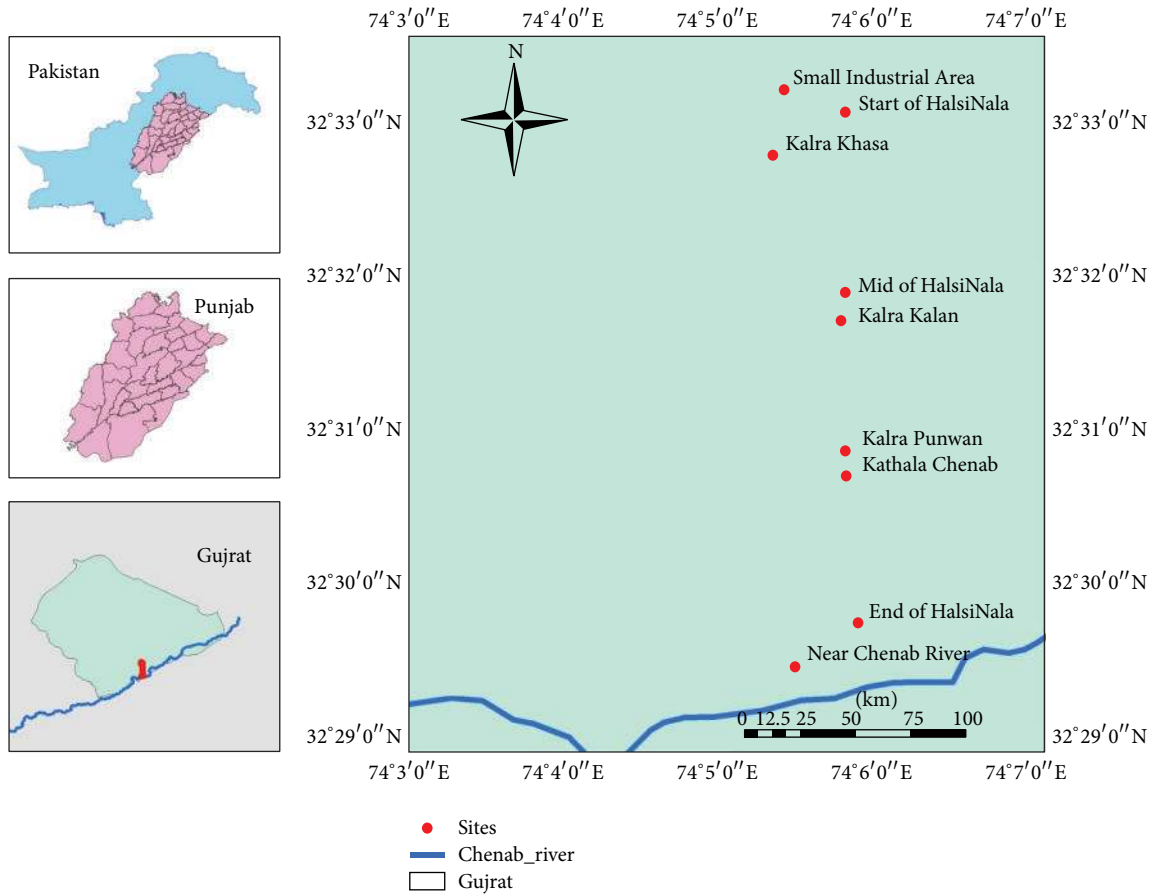 Pakistan
Punjab
Gujrat
74°3′0″E 74°4′0″E 74°5′0″E 74°6′0″E 74°7′0″E
N
Small Industrial Area
Start of HalsiNala
32°33′0″N 32°33′0″N
Kalra Khasa
32°32′0″N 32°32′0″N
Mid of HalsiNala
Kalra Kalan
32°31′0″N 32°31′0″N
Kalra Punwan
Kathala Chenab
32°30′0″N 32°30′0″N
End of HalsiNala
Near Chenab River
(km)
0 12.5 25 50 75 100
32°29′0″N 32°29′0″N
74°3′0″E 74°4′0″E 74°5′0″E 74°6′0″E 74°7′0″E
Sites
Chenab_river
Gujrat